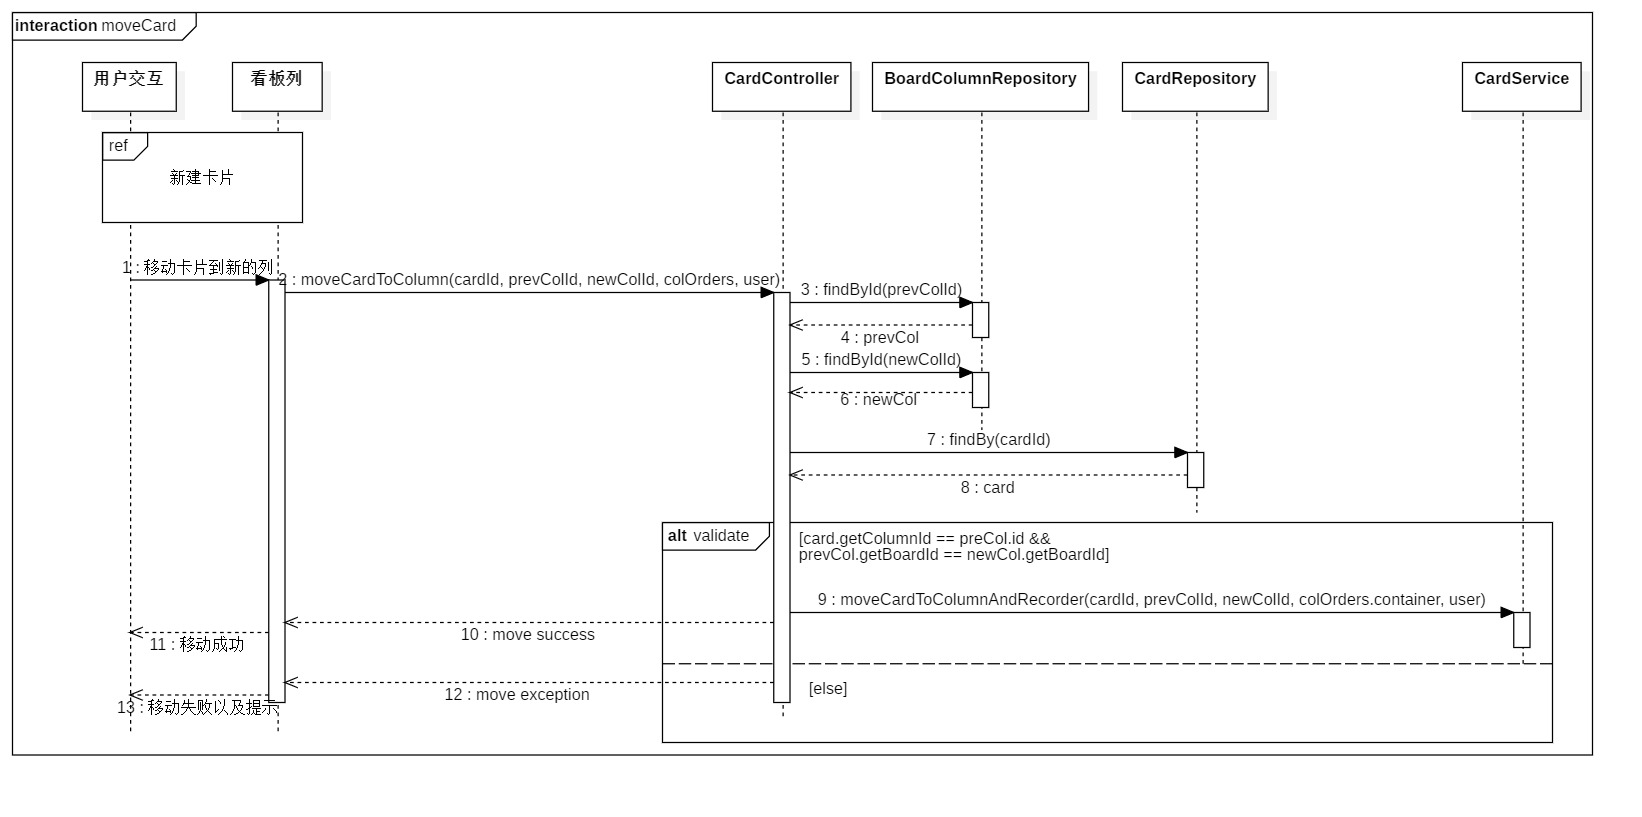 interaction moveCard
用户交互
看板列
CardController
BoardColumnRepository
CardRepository
CardService
ref
新建卡片
1 : 移动卡片到新的列
2 : moveCardToColumn(cardId, prevColId, newColId, colOrders, user)
3 : findById(prevColId)
4 : prevCol
5 : findById(newColId)
6 : newCol
7 : findBy(cardId)
8 : card
alt validate
[card.getColumnId == preCol.id &&
prevCol.getBoardId == newCol.getBoardId]
9 : moveCardToColumnAndRecorder(cardId, prevColId, newColId, colOrders.container, user)
10 : move success
11 : 移动成功
12 : move exception
[else]
13 : 移动失败以及提示